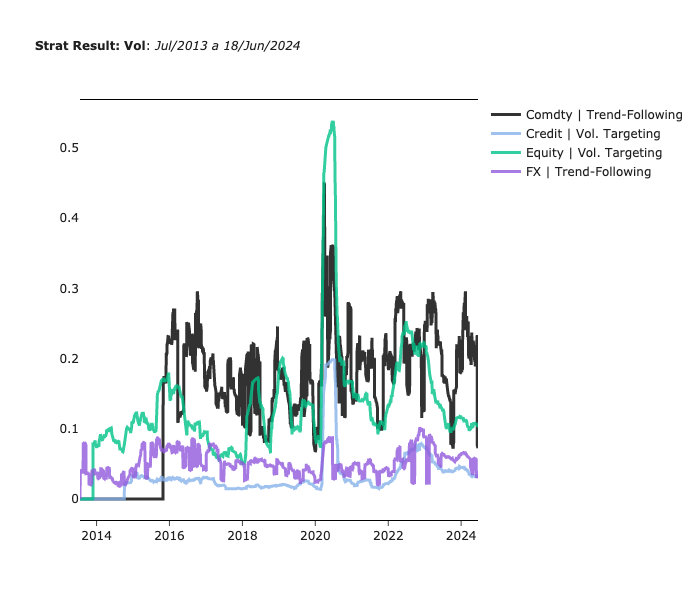 Strat Result: Vol: Jul/2013 a 18/Jun/2024
Comdty | Trend-Following
Credit | Vol. Targeting
Equity | Vol. Targeting
FX | Trend-Following
0.5
0.4
0.3
0.2
0.1
0
2014 2016 2018 2020 2022 2024